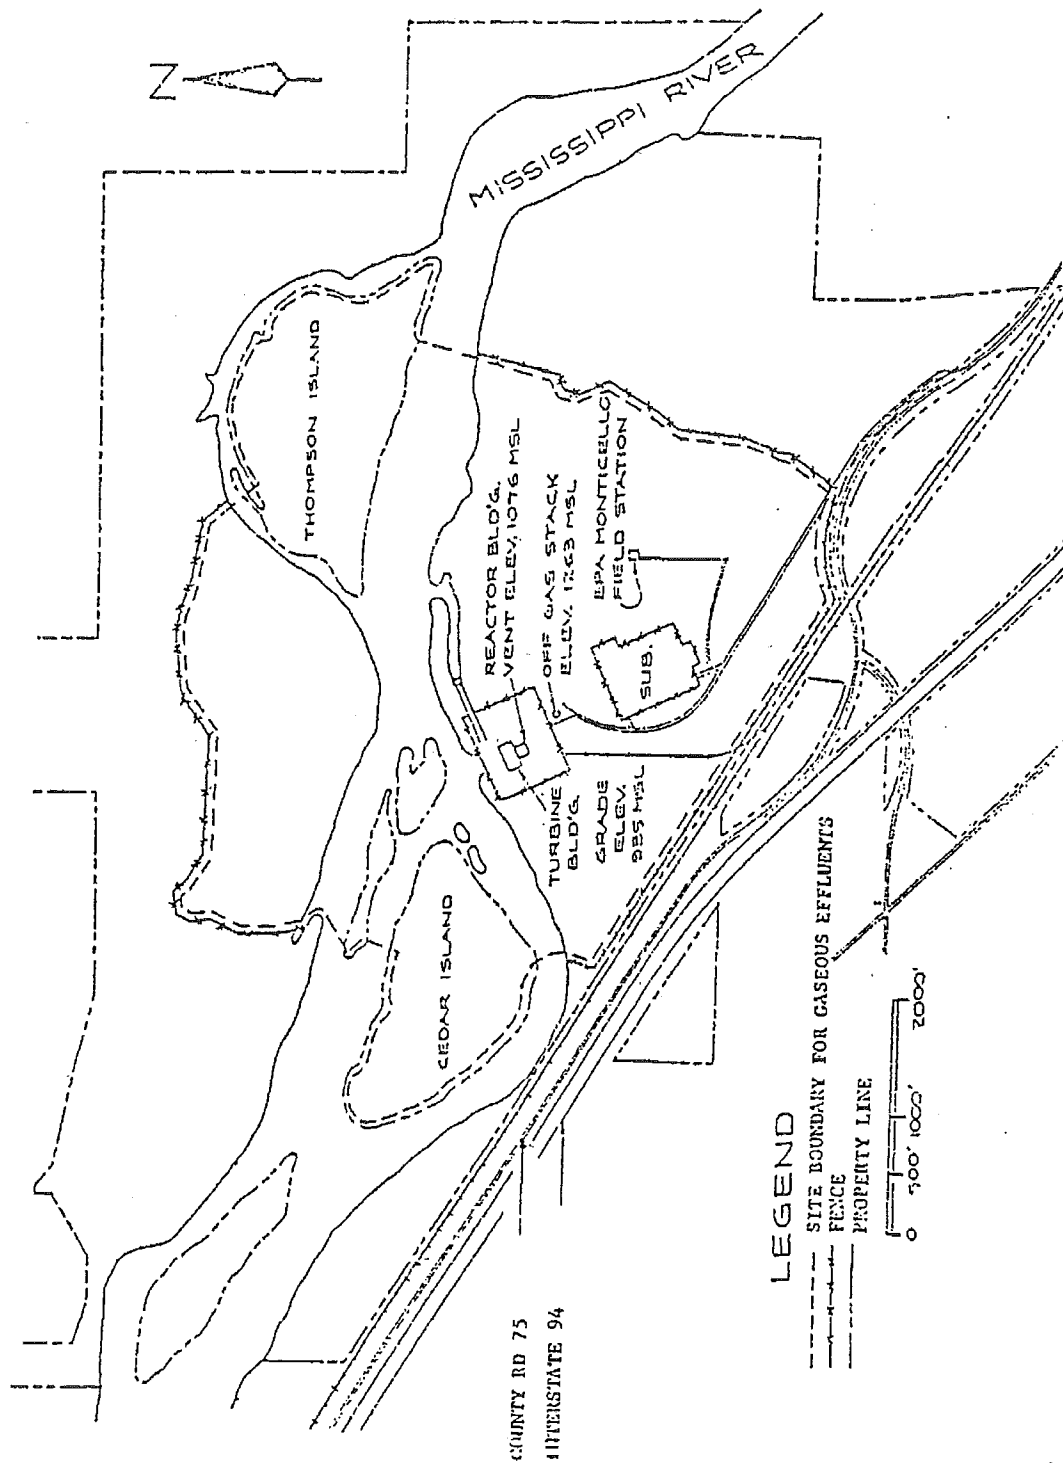 N
MISSISSIPPI RIVER
THOMPSON ISLAND
REACTOR BLD'G.
VENT ELEV. 1076 MSL
OFF GAS STACK
ELEV. 1263 MSL
EPA MONTICELLO
FIELD STATION
SUB.
TURBINE
BLD'G.
GRADE
ELEV.
935 MSL
CEDAR ISLAND
COUNTY RD 75
INTERSTATE 94
LEGEND
SITE BOUNDARY FOR GASEOUS EFFLUENTS
FENCE
PROPERTY LINE
0 500' 1000' 2000'